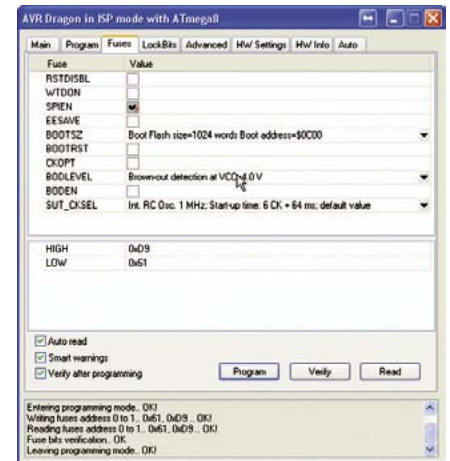 AVR Dragon in ISP mode with ATmega8
Main Program Fuses LockBits Advanced HW Settings HW Info Auto
Fuse Value
RSTDISBL
WTDON
SPIEN
EESAVE
BOOTSZ Boot Flash size=1024 words Boot address=$0C00
BOOTRST
CKOPT
BODLEVEL Brown-out detection at VCC=4.0 V
BODEN
SUT_CKSEL Int. RC Osc. 1 MHz; Start-up time: 6 CK + 64 ms; default value
HIGH 0xD9
LOW 0x61
Auto read
Smart warnings
Verify after programming Program Verify Read
Entering programming mode.. OK!
Writing fuses address 0 to 1.. 0x61, 0xD9 .. OK!
Reading fuses address 0 to 1.. 0x61, 0xD9 .. OK!
Fuse bits verification.. OK
Leaving programming mode.. OK!